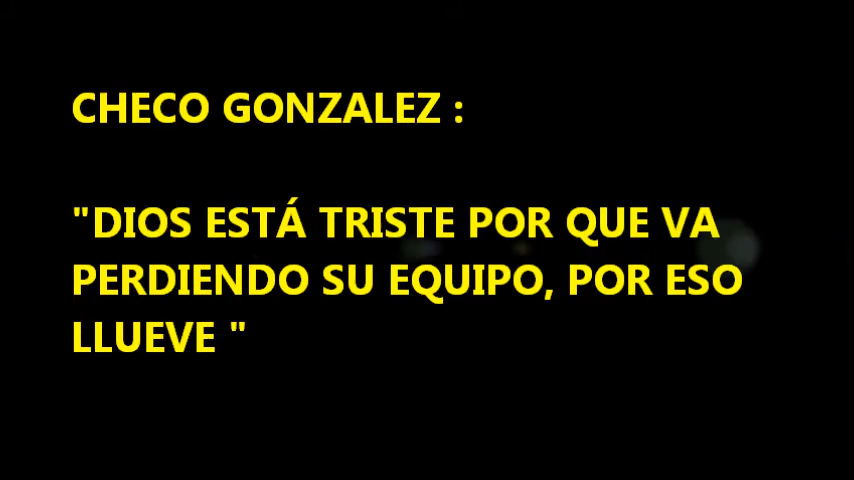 CHECO GONZALEZ :
"DIOS ESTÁ TRISTE POR QUE VA
PERDIENDO SU EQUIPO, POR ESO
LLUEVE "